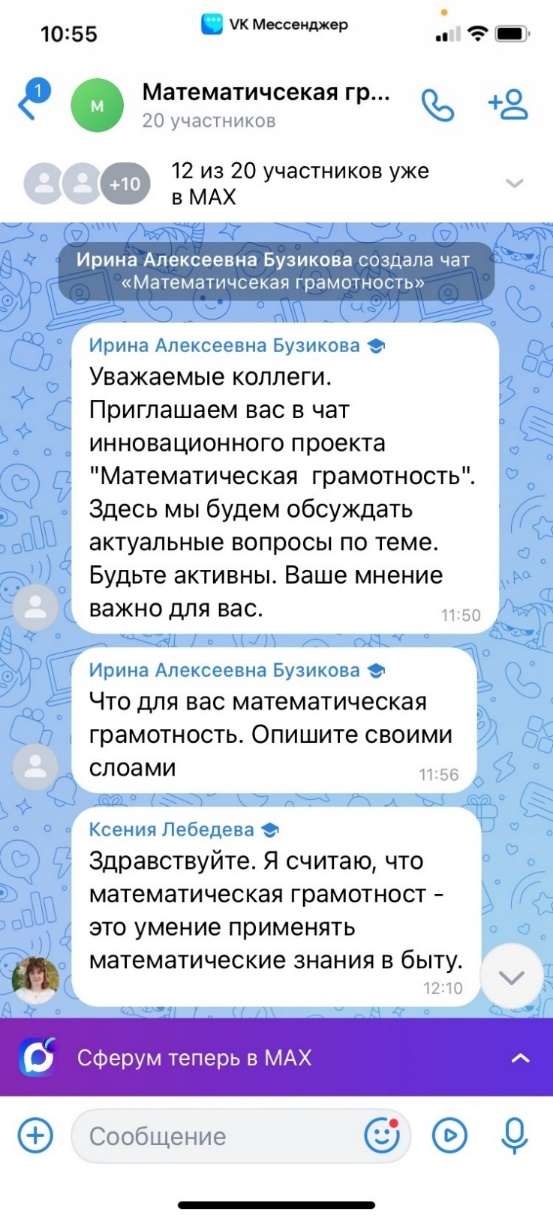 10:55
VK Мессенджер
1
М
Математичсекая гр...
20 участников
+10
12 из 20 участников уже
в MAX
Ирина Алексеевна Бузикова создала чат
«Математичсекая грамотность»
Ирина Алексеевна Бузикова
Уважаемые коллеги.
Приглашаем вас в чат
инновационного проекта
"Математическая  грамотность".
Здесь мы будем обсуждать
актуальные вопросы по теме.
Будьте активны. Ваше мнение
важно для вас.
11:50
Ирина Алексеевна Бузикова
Что для вас математическая
грамотность. Опишите своими
слоами
11:56
Ксения Лебедева
Здравствуйте. Я считаю, что
математическая грамотност -
это умение применять
математические знания в быту.
12:10
Сферум теперь в MAX
Сообщение